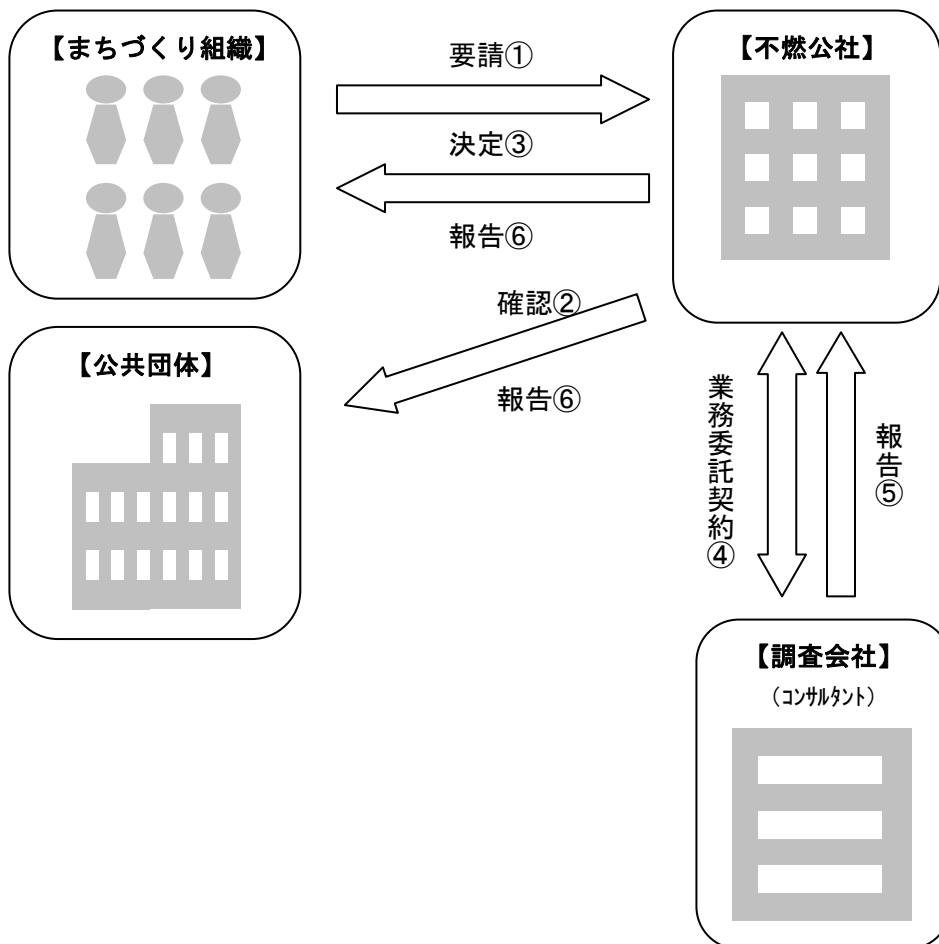 【まちづくり組織】
要請①
【不燃公社】
決定③
報告⑥
確認②
【公共団体】
報告⑥
業務委託契約④
報告⑤
【調査会社】
（コンサルタント）